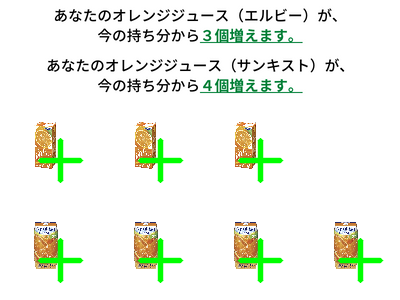 あなたのオレンジジュース（エルビー）が、
今の持ち分から３個増えます。
あなたのオレンジジュース（サンキスト）が、
今の持ち分から４個増えます。